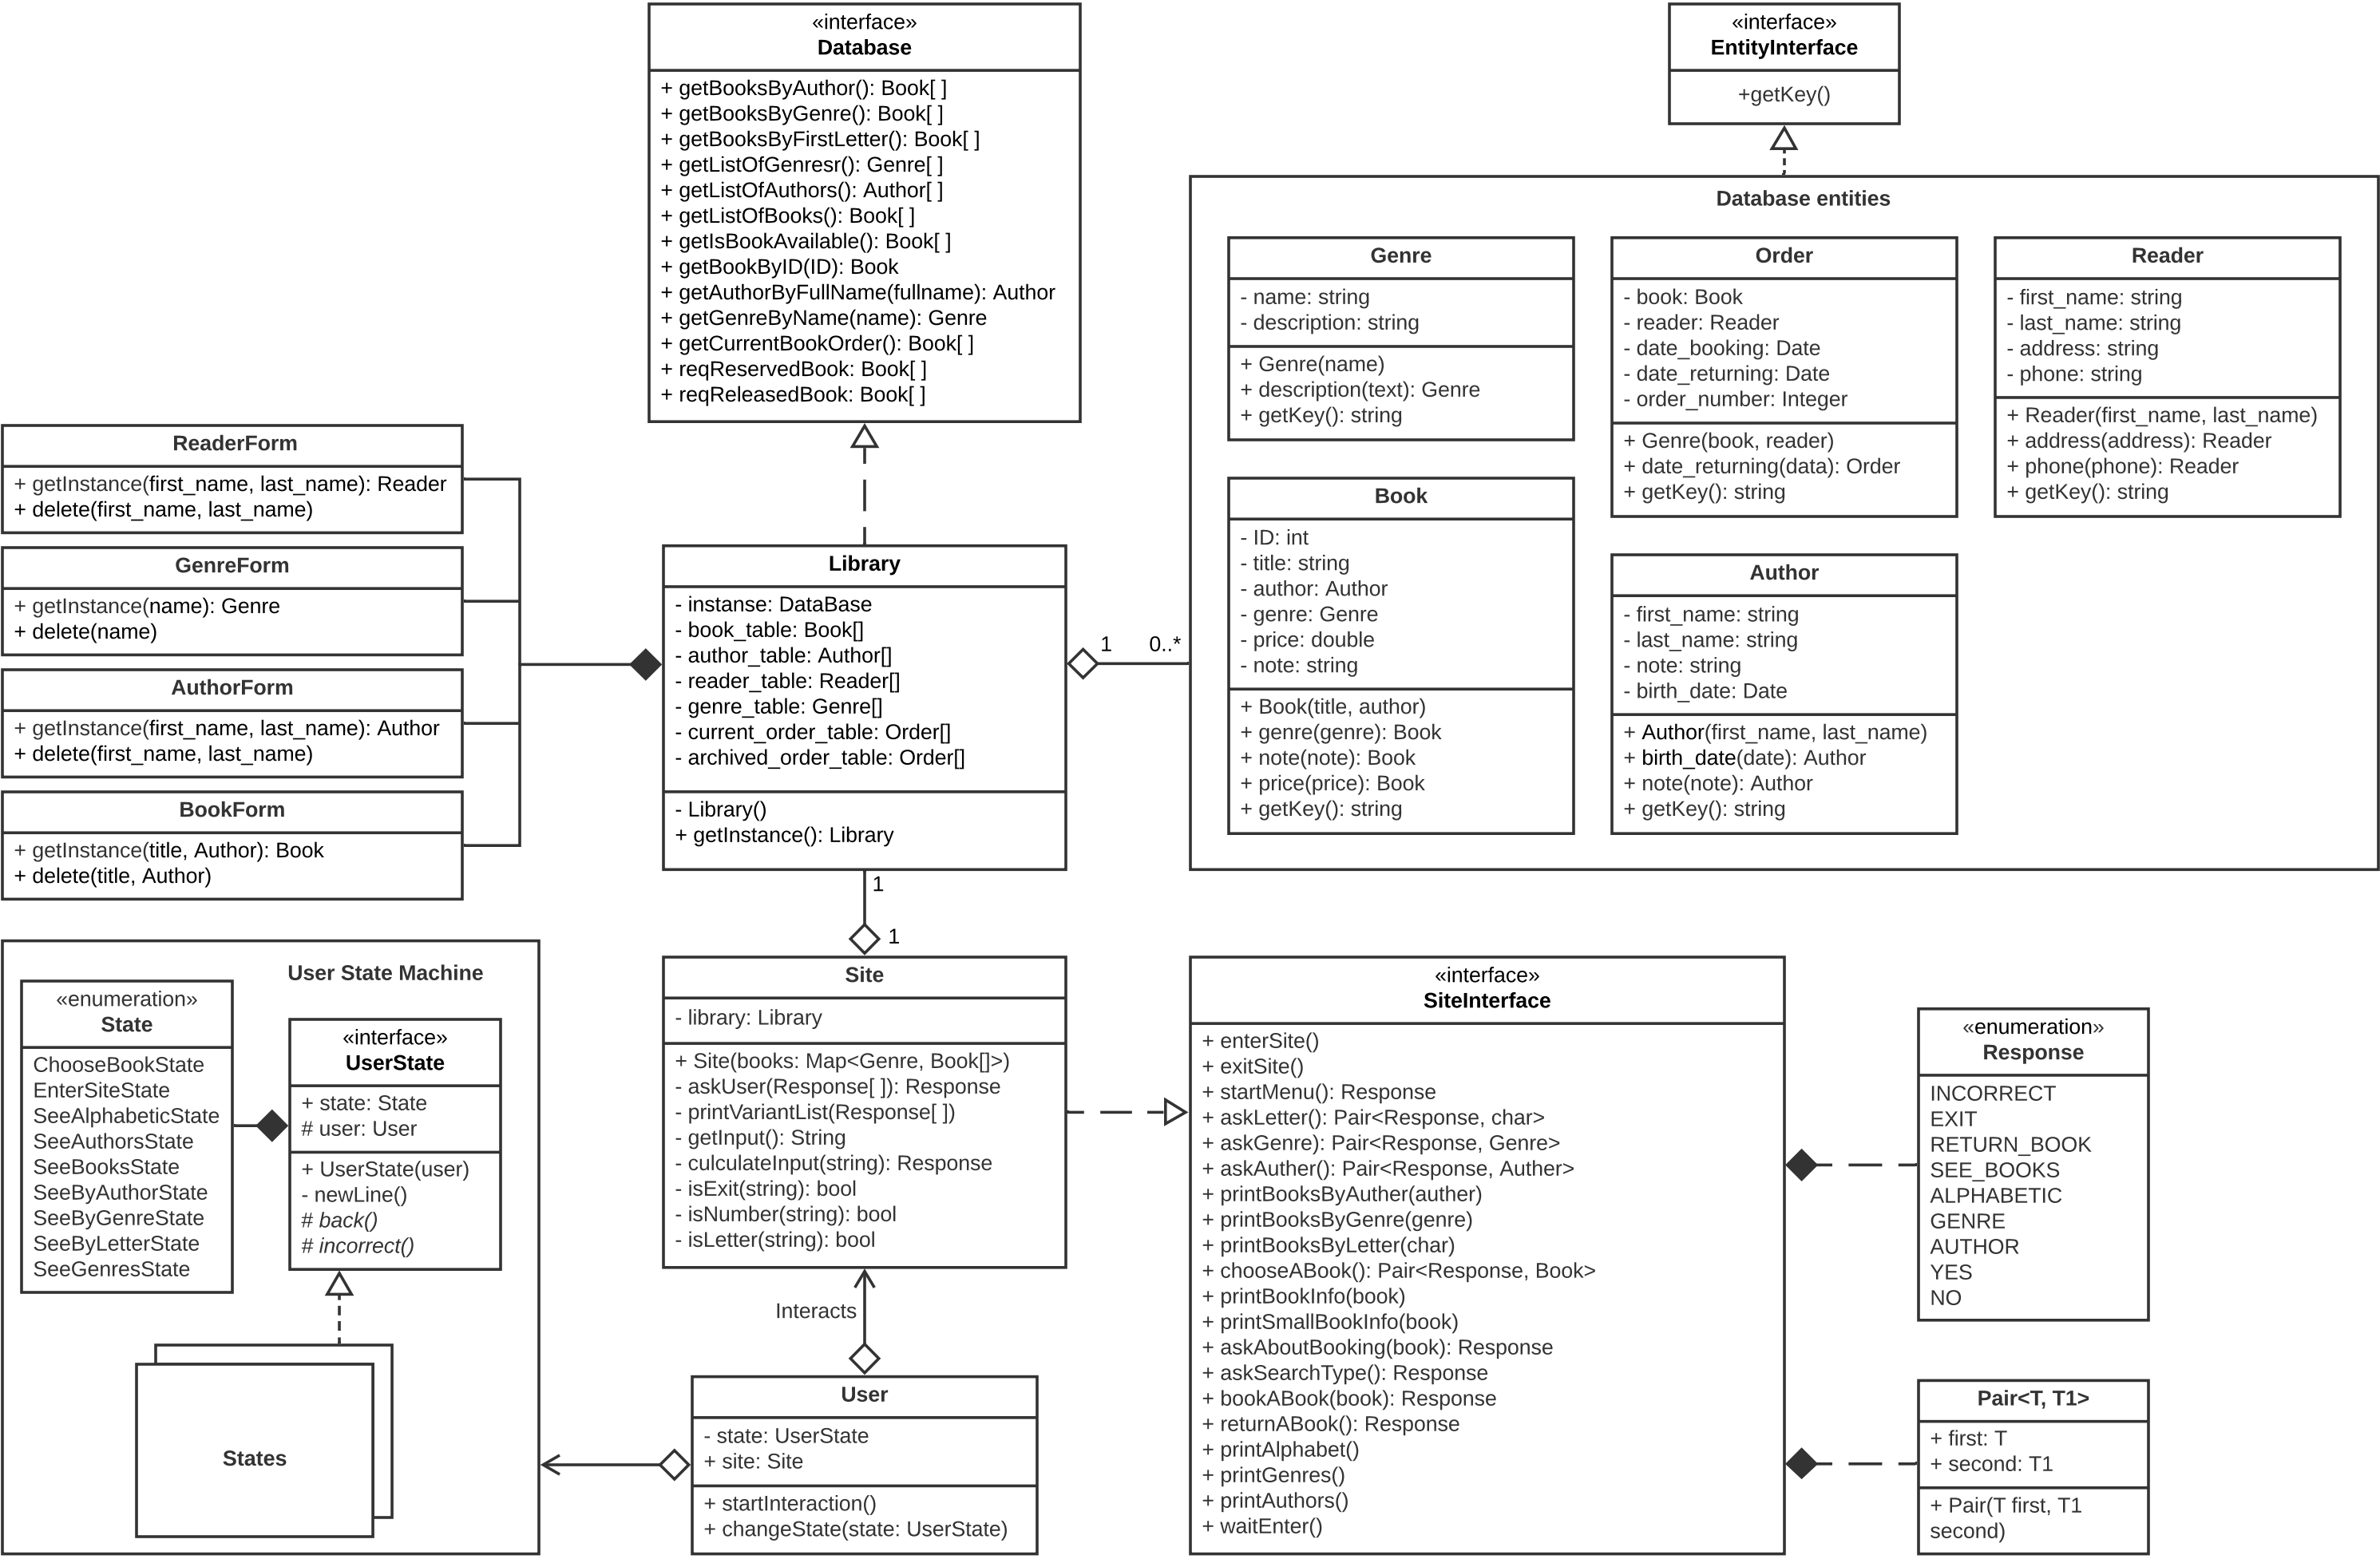 «interface»
Database
+ getBooksByAuthor(): Book[ ]
+ getBooksByGenre(): Book[ ]
+ getBooksByFirstLetter(): Book[ ]
+ getListOfGenresr(): Genre[ ]
+ getListOfAuthors(): Author[ ]
+ getListOfBooks(): Book[ ]
+ getIsBookAvailable(): Book[ ]
+ getBookByID(ID): Book
+ getAuthorByFullName(fullname): Author
+ getGenreByName(name): Genre
+ getCurrentBookOrder(): Book[ ]
+ reqReservedBook: Book[ ]
+ reqReleasedBook: Book[ ]
«interface»
EntityInterface
+getKey()
Database entities
Genre
- name: string
- description: string
+ Genre(name)
+ description(text): Genre
+ getKey(): string
Order
- book: Book
- reader: Reader
- date_booking: Date
- date_returning: Date
- order_number: Integer
+ Genre(book, reader)
+ date_returning(data): Order
+ getKey(): string
Reader
- first_name: string
- last_name: string
- address: string
- phone: string
+ Reader(first_name, last_name)
+ address(address): Reader
+ phone(phone): Reader
+ getKey(): string
Book
- ID: int
- title: string
- author: Author
- genre: Genre
- price: double
- note: string
+ Book(title, author)
+ genre(genre): Book
+ note(note): Book
+ price(price): Book
+ getKey(): string
Author
- first_name: string
- last_name: string
- note: string
- birth_date: Date
+ Author(first_name, last_name)
+ birth_date(date): Author
+ note(note): Author
+ getKey(): string
ReaderForm
+ getInstance(first_name, last_name): Reader
+ delete(first_name, last_name)
GenreForm
+ getInstance(name): Genre
+ delete(name)
AuthorForm
+ getInstance(first_name, last_name): Author
+ delete(first_name, last_name)
BookForm
+ getInstance(title, Author): Book
+ delete(title, Author)
Library
- instanse: DataBase
- book_table: Book[]
- author_table: Author[]
- reader_table: Reader[]
- genre_table: Genre[]
- current_order_table: Order[]
- archived_order_table: Order[]
- Library()
+ getInstance(): Library
1 0..*
1
1
User State Machine
«enumeration»
State
ChooseBookState
EnterSiteState
SeeAlphabeticState
SeeAuthorsState
SeeBooksState
SeeByAuthorState
SeeByGenreState
SeeByLetterState
SeeGenresState
«interface»
UserState
+ state: State
# user: User
+ UserState(user)
- newLine()
# back()
# incorrect()
States
Site
- library: Library
+ Site(books: Map<Genre, Book[]>)
- askUser(Response[ ]): Response
- printVariantList(Response[ ])
- getInput(): String
- culculateInput(string): Response
- isExit(string): bool
- isNumber(string): bool
- isLetter(string): bool
Interacts
User
- state: UserState
+ site: Site
+ startInteraction()
+ changeState(state: UserState)
«interface»
SiteInterface
+ enterSite()
+ exitSite()
+ startMenu(): Response
+ askLetter(): Pair<Response, char>
+ askGenre): Pair<Response, Genre>
+ askAuther(): Pair<Response, Auther>
+ printBooksByAuther(auther)
+ printBooksByGenre(genre)
+ printBooksByLetter(char)
+ chooseABook(): Pair<Response, Book>
+ printBookInfo(book)
+ printSmallBookInfo(book)
+ askAboutBooking(book): Response
+ askSearchType(): Response
+ bookABook(book): Response
+ returnABook(): Response
+ printAlphabet()
+ printGenres()
+ printAuthors()
+ waitEnter()
«enumeration»
Response
INCORRECT
EXIT
RETURN_BOOK
SEE_BOOKS
ALPHABETIC
GENRE
AUTHOR
YES
NO
Pair<T, T1>
+ first: T
+ second: T1
+ Pair(T first, T1
second)